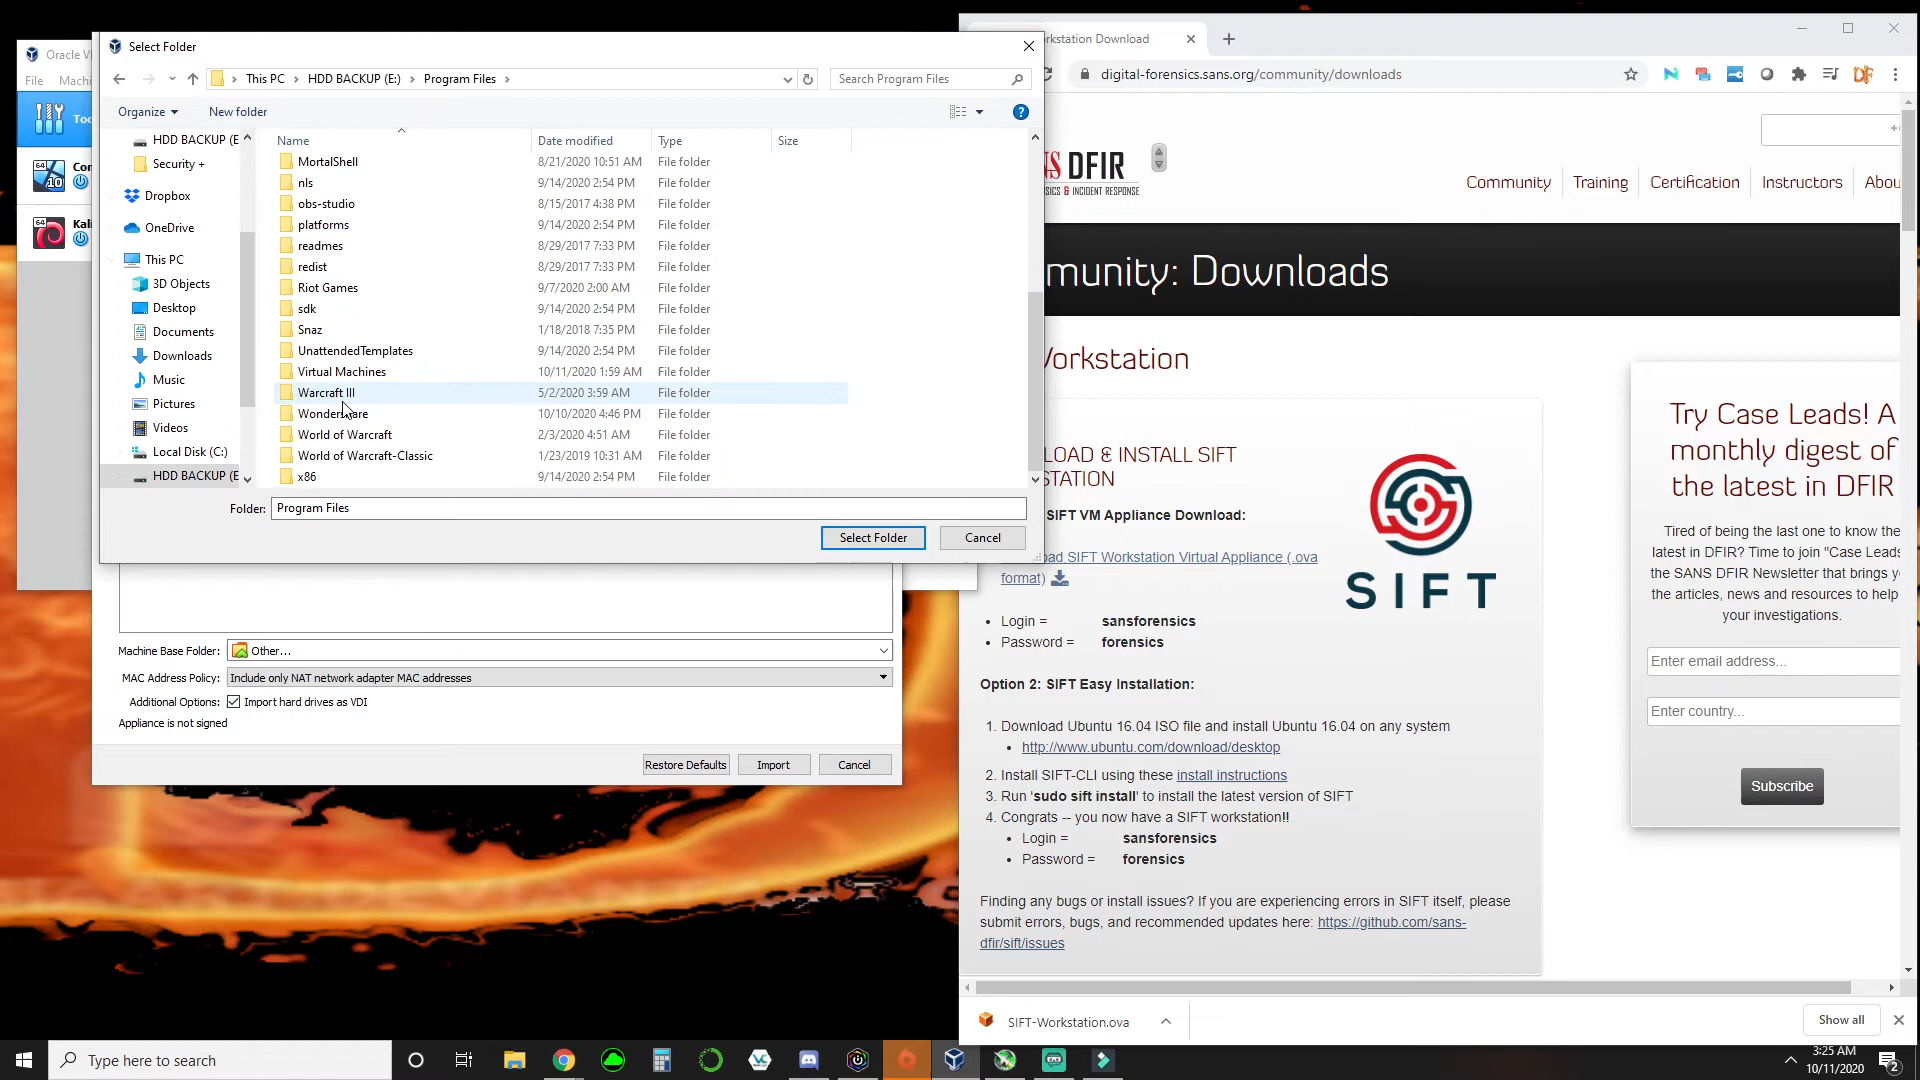 Select Folder
This PC > HDD BACKUP (E:) > Program Files >
Search Program Files
Organize
New folder
Name
Date modified
Type
Size
HDD BACKUP (E
Security +
Dropbox
OneDrive
This PC
3D Objects
Desktop
Documents
Downloads
Music
Pictures
Videos
Local Disk (C:)
HDD BACKUP (E
MortalShell 8/21/2020 10:51 AM File folder
nls 9/14/2020 2:54 PM File folder
obs-studio 8/15/2017 4:38 PM File folder
platforms 9/14/2020 2:54 PM File folder
readmes 8/29/2017 7:33 PM File folder
redist 8/29/2017 7:33 PM File folder
Riot Games 9/7/2020 2:00 AM File folder
sdk 9/14/2020 2:54 PM File folder
Snaz 1/18/2018 7:35 PM File folder
UnattendedTemplates 9/14/2020 2:54 PM File folder
Virtual Machines 10/11/2020 1:59 AM File folder
Warcraft III 5/2/2020 3:59 AM File folder
Wondershare 10/10/2020 4:46 PM File folder
World of Warcraft 2/3/2020 4:51 AM File folder
World of Warcraft-Classic 1/23/2019 10:31 AM File folder
x86 9/14/2020 2:54 PM File folder
Folder: Program Files
Select Folder
Cancel
Oracle V
File Machi
Too
64
10
Con
64
Kali
Machine Base Folder: Other...
MAC Address Policy: Include only NAT network adapter MAC addresses
Additional Options: Import hard drives as VDI
Appliance is not signed
Restore Defaults
Import
Cancel
rkstation Download
digital-forensics.sans.org/community/downloads
NS DFIR
SICS & INCIDENT RESPONSE
Community
Training
Certification
Instructors
Abou
munity: Downloads
Workstation
LOAD & INSTALL SIFT
STATION
SIFT VM Appliance Download:
oad SIFT Workstation Virtual Appliance (.ova
format)
• Login = sansforensics
• Password = forensics
SIFT
Option 2: SIFT Easy Installation:
1. Download Ubuntu 16.04 ISO file and install Ubuntu 16.04 on any system
• http://www.ubuntu.com/download/desktop
2. Install SIFT-CLI using these install instructions
3. Run 'sudo sift install' to install the latest version of SIFT
4. Congrats -- you now have a SIFT workstation!!
• Login = sansforensics
• Password = forensics
Finding any bugs or install issues? If you are experiencing errors in SIFT itself, please
submit errors, bugs, and recommended updates here: https://github.com/sans-
dfir/sift/issues
Try Case Leads! A
monthly digest of
the latest in DFIR
Tired of being the last one to know the
latest in DFIR? Time to join "Case Leads
the SANS DFIR Newsletter that brings y
the articles, news and resources to help
your investigations.
Enter email address...
Enter country...
Subscribe
SIFT-Workstation.ova
Show all
Type here to search
3:25 AM
10/11/2020
2